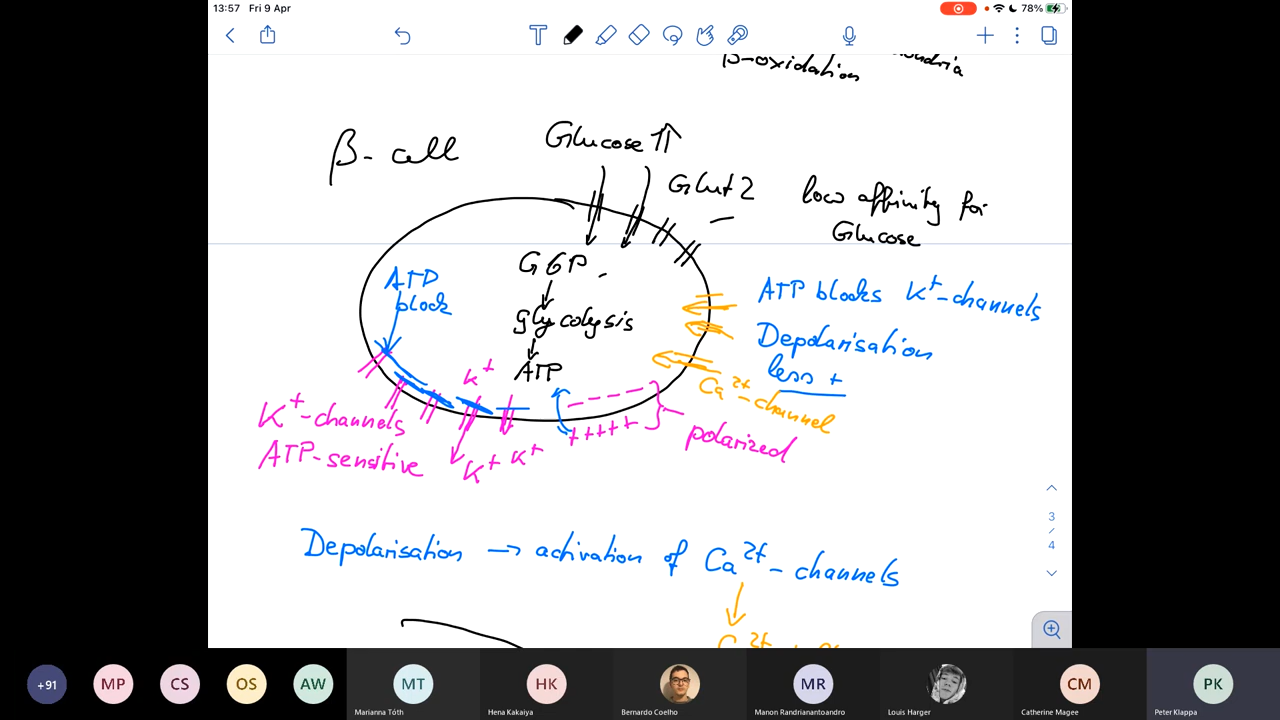 13:57 Fri 9 Apr
78%
T
β-oxidation
β-cell
Glucose ⇈
Glut 2
low affinity for
Glucose
G6P
glycolysis
ATP
ATP
block
ATP blocks K+-channels
Depolarisation
less +
Ca2+-channel
K+
K+-channels
ATP-sensitive
K+ K+
- - - - -
+++++
polarized
3
/
4
Depolarisation → activation of Ca2+-channels
+91
MP
CS
OS
AW
MT
HK
MR
CM
PK
Marianna Tóth
Hena Kakaiya
Bernardo Coelho
Manon Randrianantoandro
Louis Harger
Catherine Magee
Peter Klappa